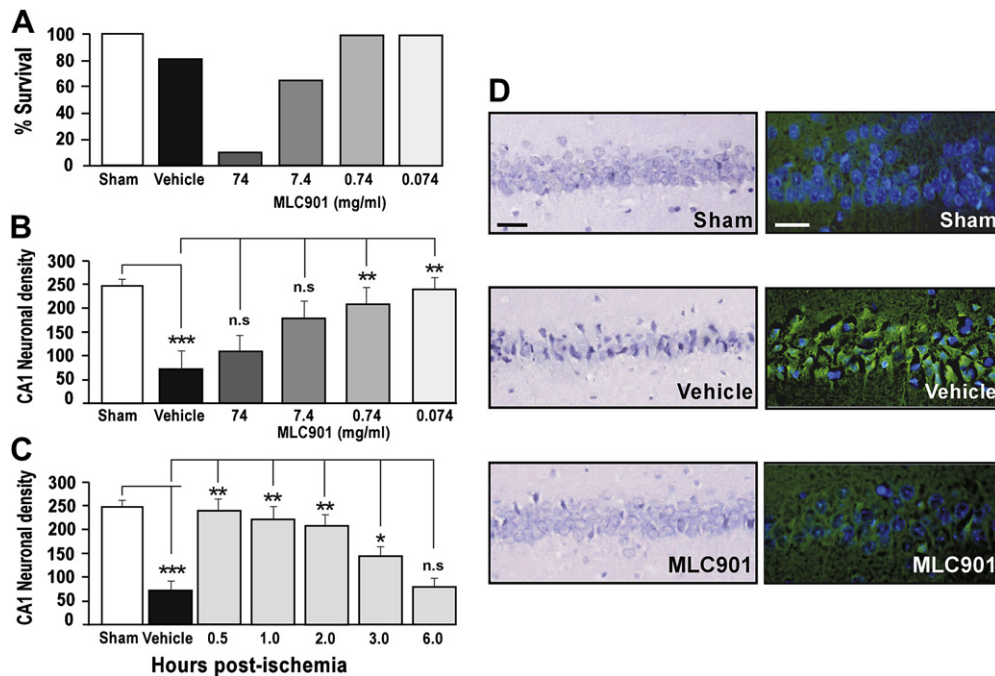 A
% Survival
100
80
60
40
20
0
Sham Vehicle 74 7.4 0.74 0.074
MLC901 (mg/ml)
B
CA1 Neuronal density
250
200
150
100
50
0
*** n.s n.s ** **
Sham Vehicle 74 7.4 0.74 0.074
MLC901 (mg/ml)
C
CA1 Neuronal density
300
250
200
150
100
50
0
*** ** ** ** * n.s
Sham Vehicle 0.5 1.0 2.0 3.0 6.0
Hours post-ischemia
D
Sham Sham
Vehicle Vehicle
MLC901 MLC901